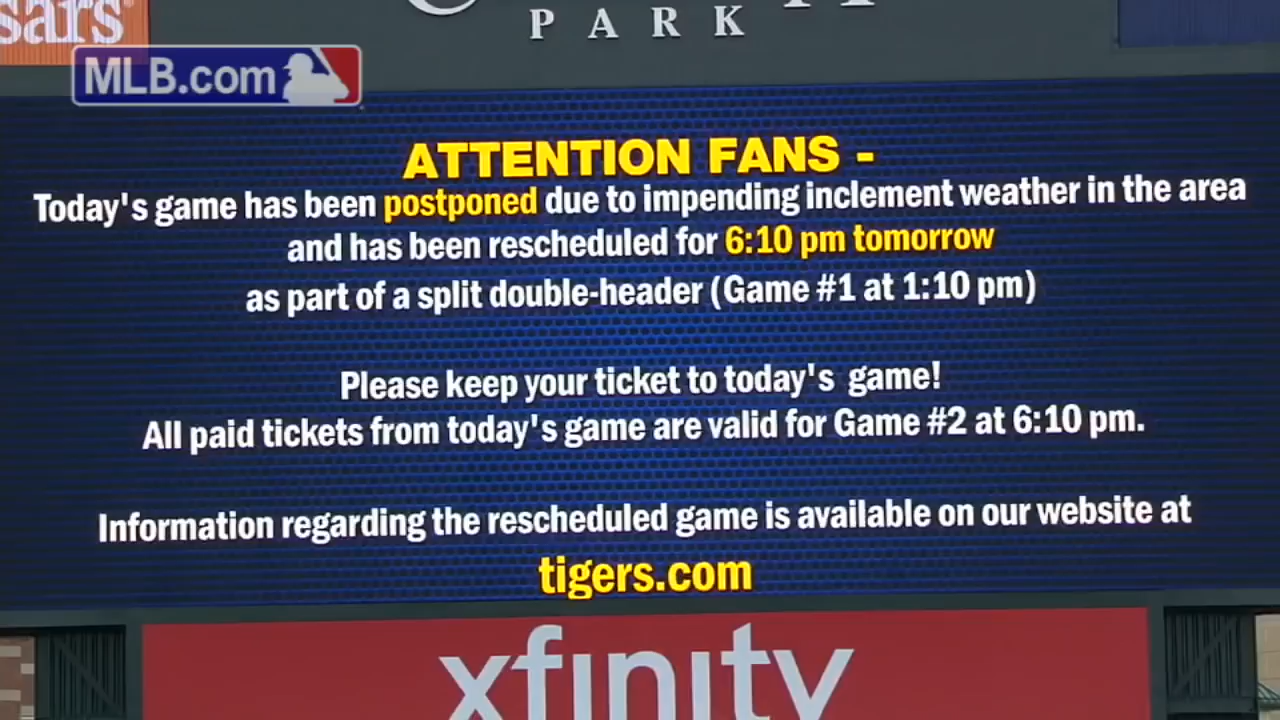 sars
PARK
MLB.com
ATTENTION FANS -
Today's game has been postponed due to impending inclement weather in the area
and has been rescheduled for 6:10 pm tomorrow
as part of a split double-header (Game #1 at 1:10 pm)
Please keep your ticket to today's game!
All paid tickets from today's game are valid for Game #2 at 6:10 pm.
Information regarding the rescheduled game is available on our website at
tigers.com
xfinity